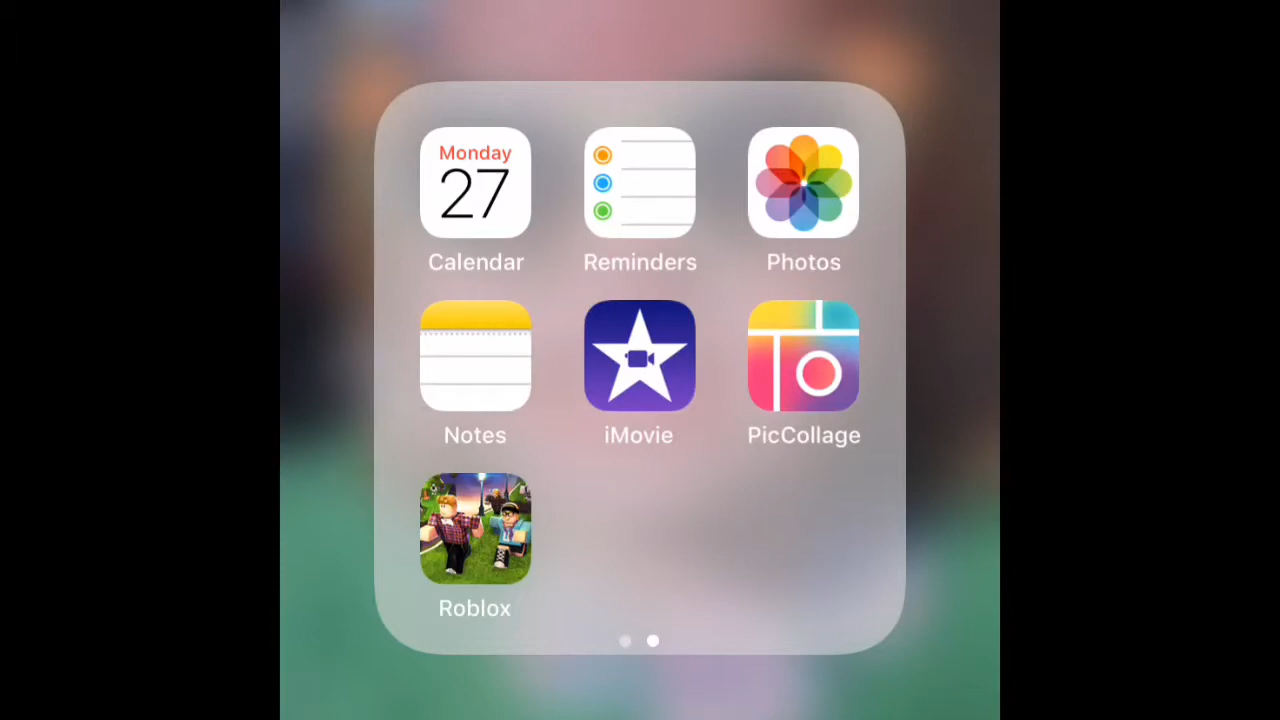 Monday
27
Calendar
Reminders
Photos
Notes
iMovie
PicCollage
Roblox